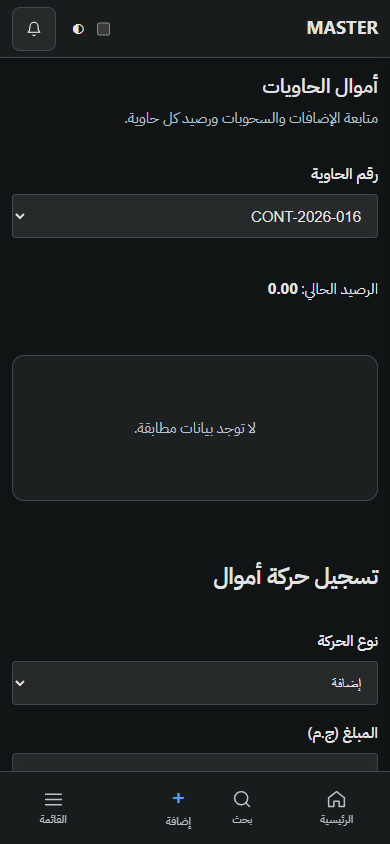 MASTER
أموال الحاويات
متابعة الإضافات والسحوبات ورصيد كل حاوية.
رقم الحاوية
CONT-2026-016
الرصيد الحالي: 0.00
لا توجد بيانات مطابقة.
تسجيل حركة أموال
نوع الحركة
إضافة
المبلغ (ج.م)
الرئيسية
بحث
إضافة
القائمة